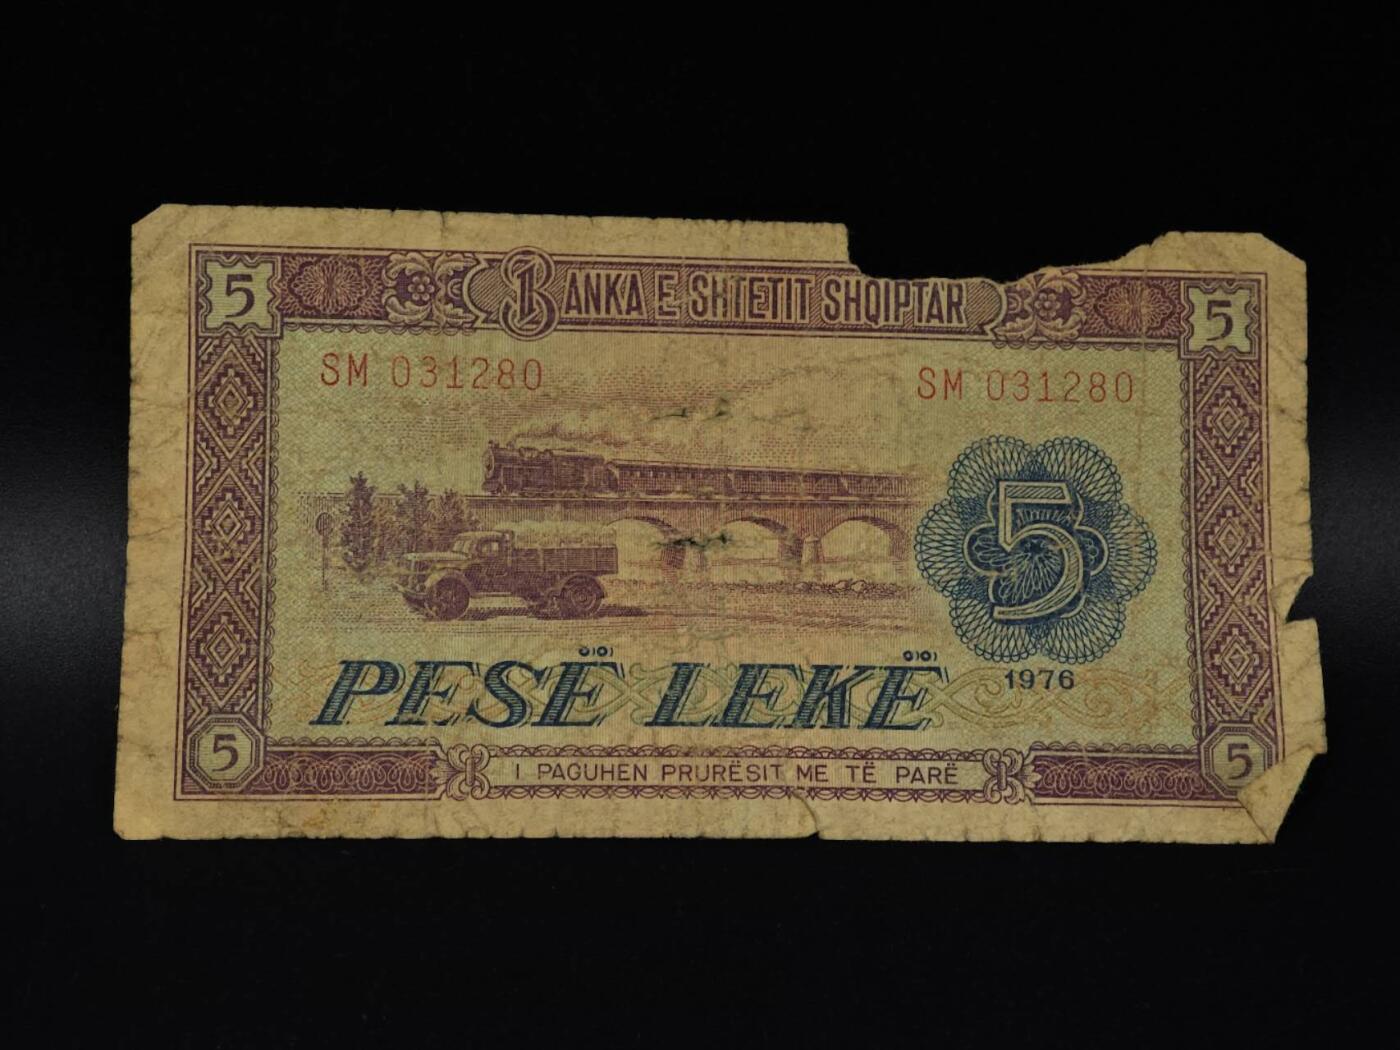 5 BANKA E SHTETIT SHQIPTAR 5
SM 031280 SM 031280
5
PESË LEKË 1976
5 I PAGUHEN PRURËSIT ME TË PARË 5